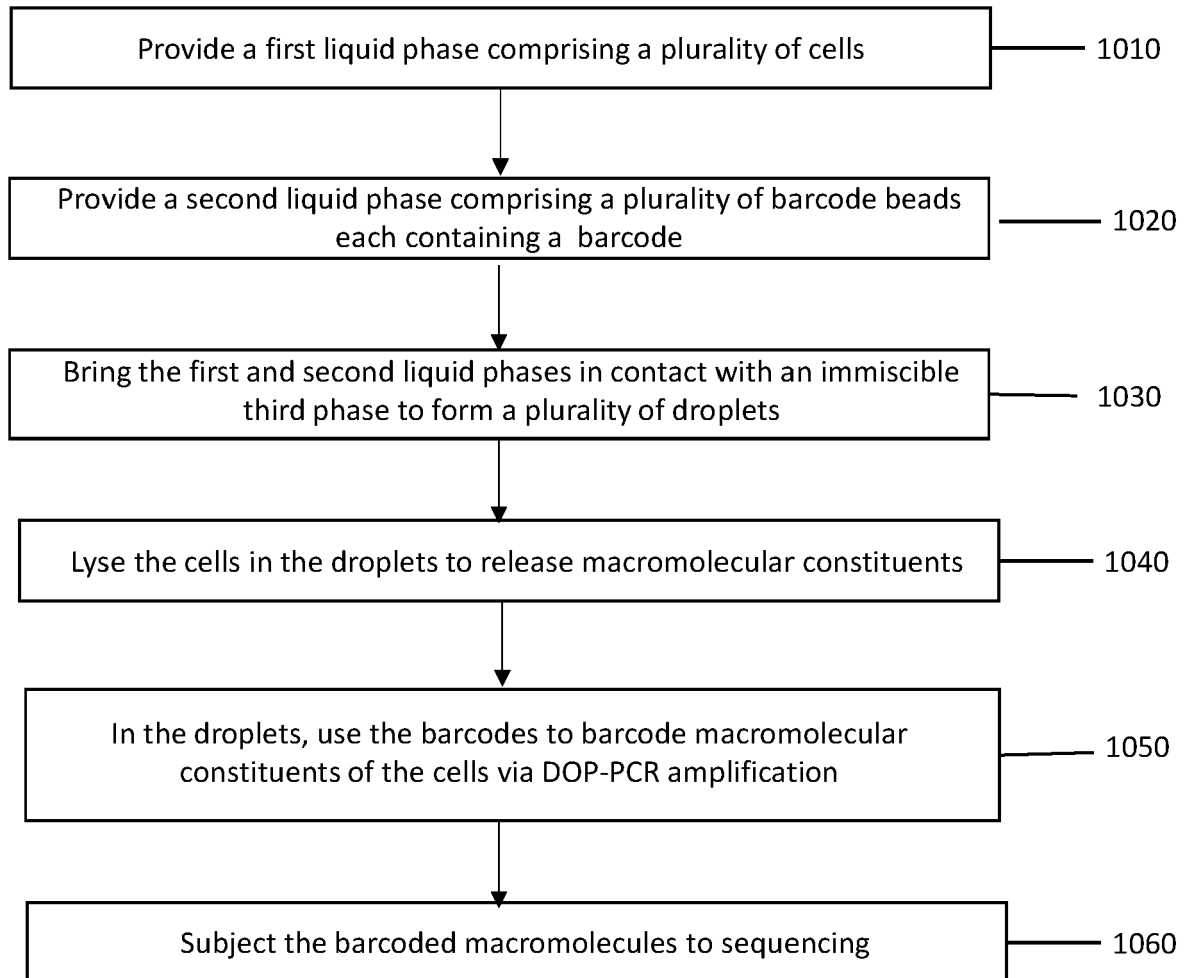 Provide a first liquid phase comprising a plurality of cells
1010
Provide a second liquid phase comprising a plurality of barcode beads
each containing a barcode
1020
Bring the first and second liquid phases in contact with an immiscible
third phase to form a plurality of droplets
1030
Lyse the cells in the droplets to release macromolecular constituents
1040
In the droplets, use the barcodes to barcode macromolecular
constituents of the cells via DOP-PCR amplification
1050
Subject the barcoded macromolecules to sequencing
1060